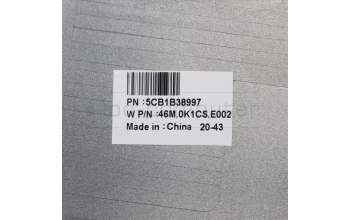 PN :5CB1B38997
W P/N :46M.0K1CS.E002
Made in : China 20-43